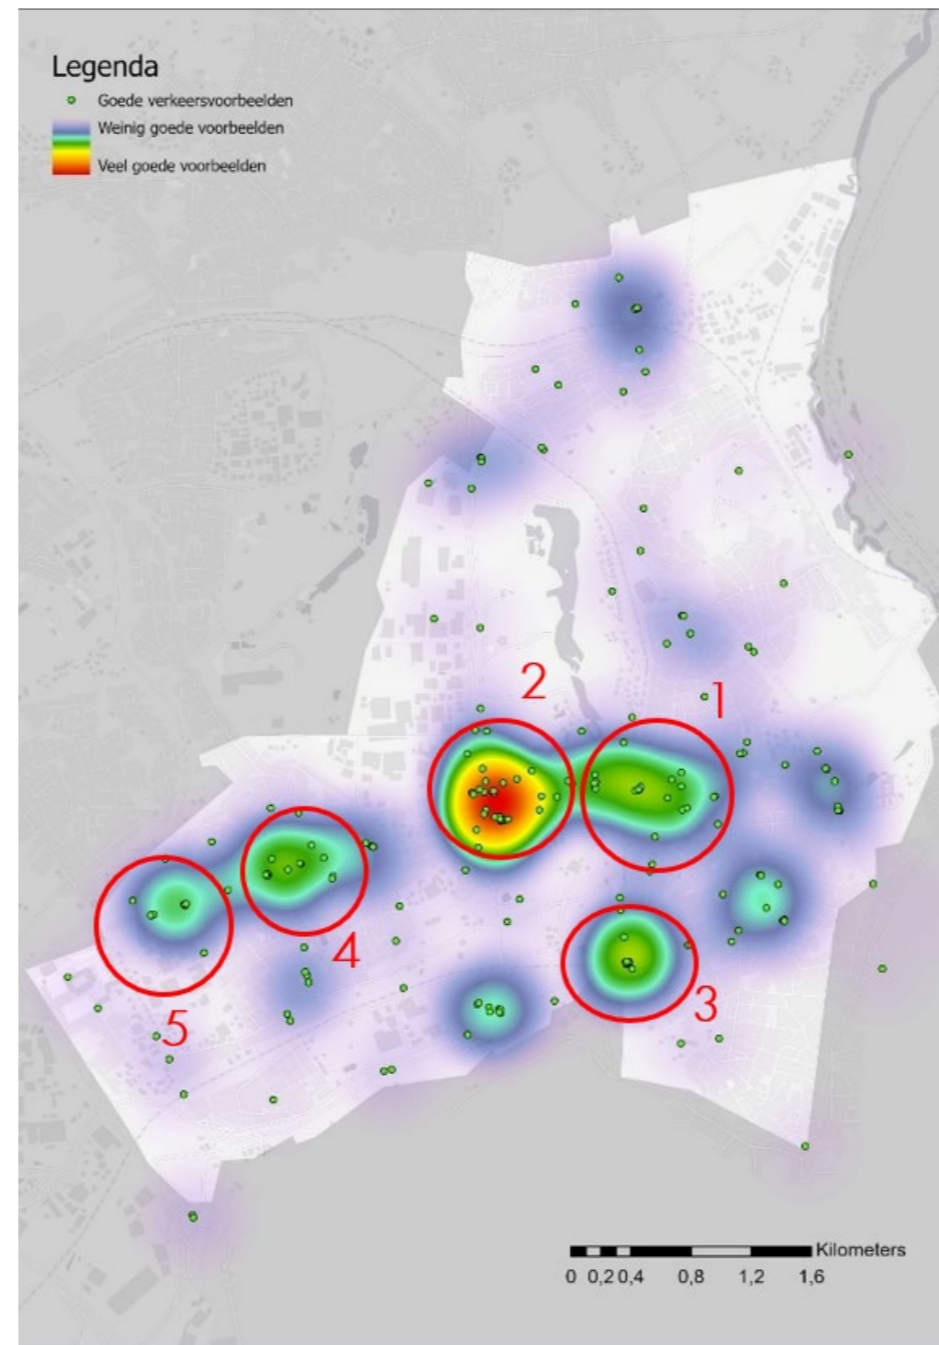 Legenda
Goede verkeersvoorbeelden
Weinig goede voorbeelden
Veel goede voorbeelden
2
1
4
3
5
Kilometers
0 0,2 0,4 0,8 1,2 1,6